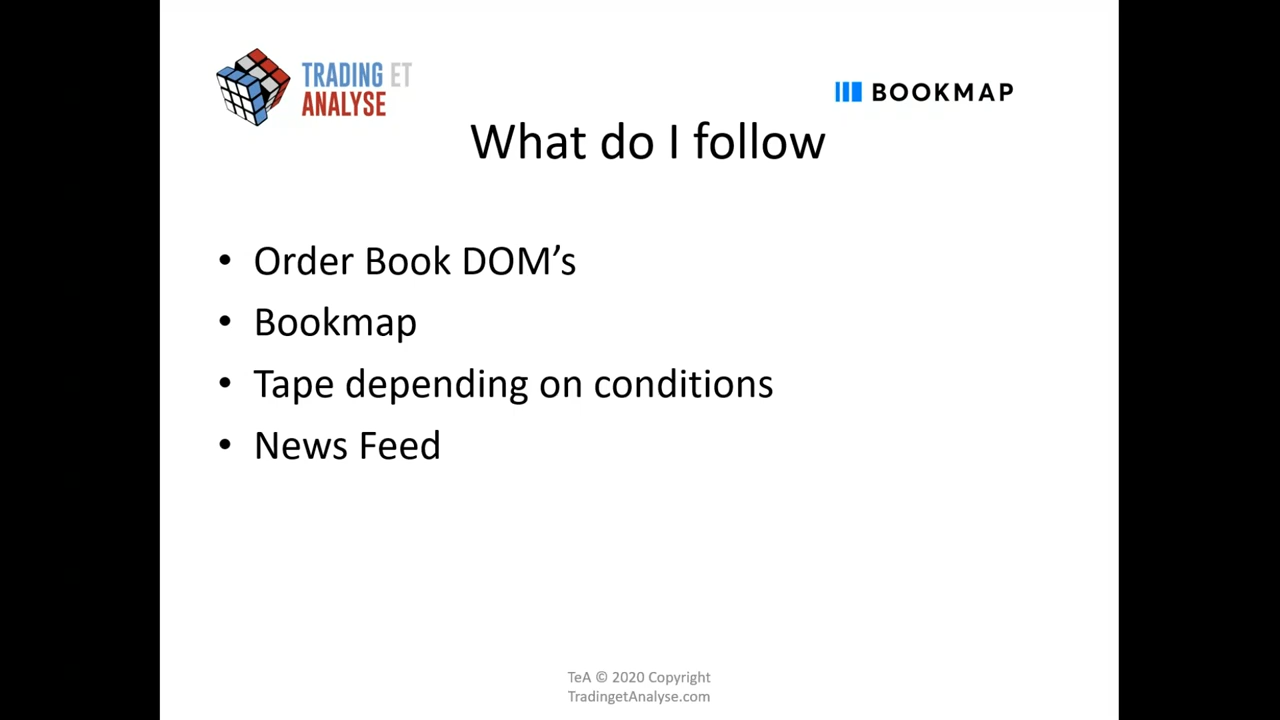 TRADING ET
ANALYSE
BOOKMAP
What do I follow
• Order Book DOM’s
• Bookmap
• Tape depending on conditions
• News Feed
TeA © 2020 Copyright
TradingetAnalyse.com